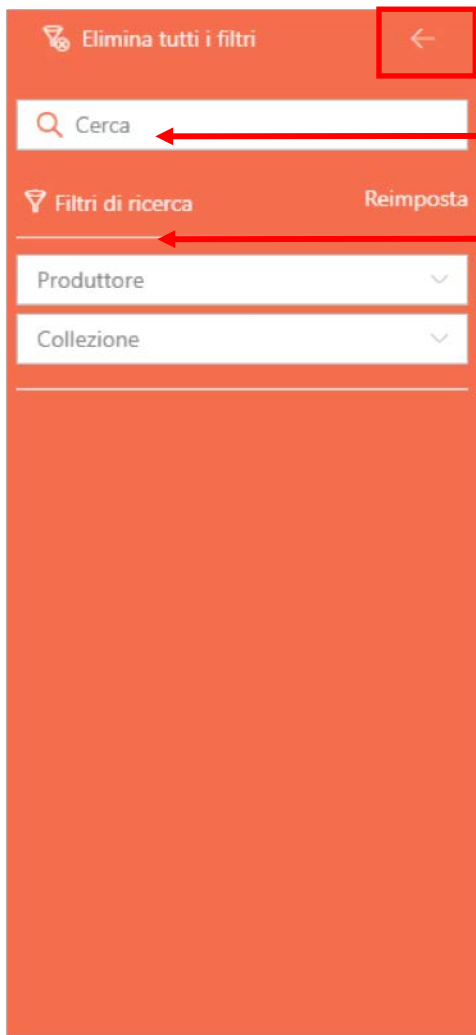 Elimina tutti i filtri
Cerca
Filtri di ricerca
Reimposta
Produttore
Collezione